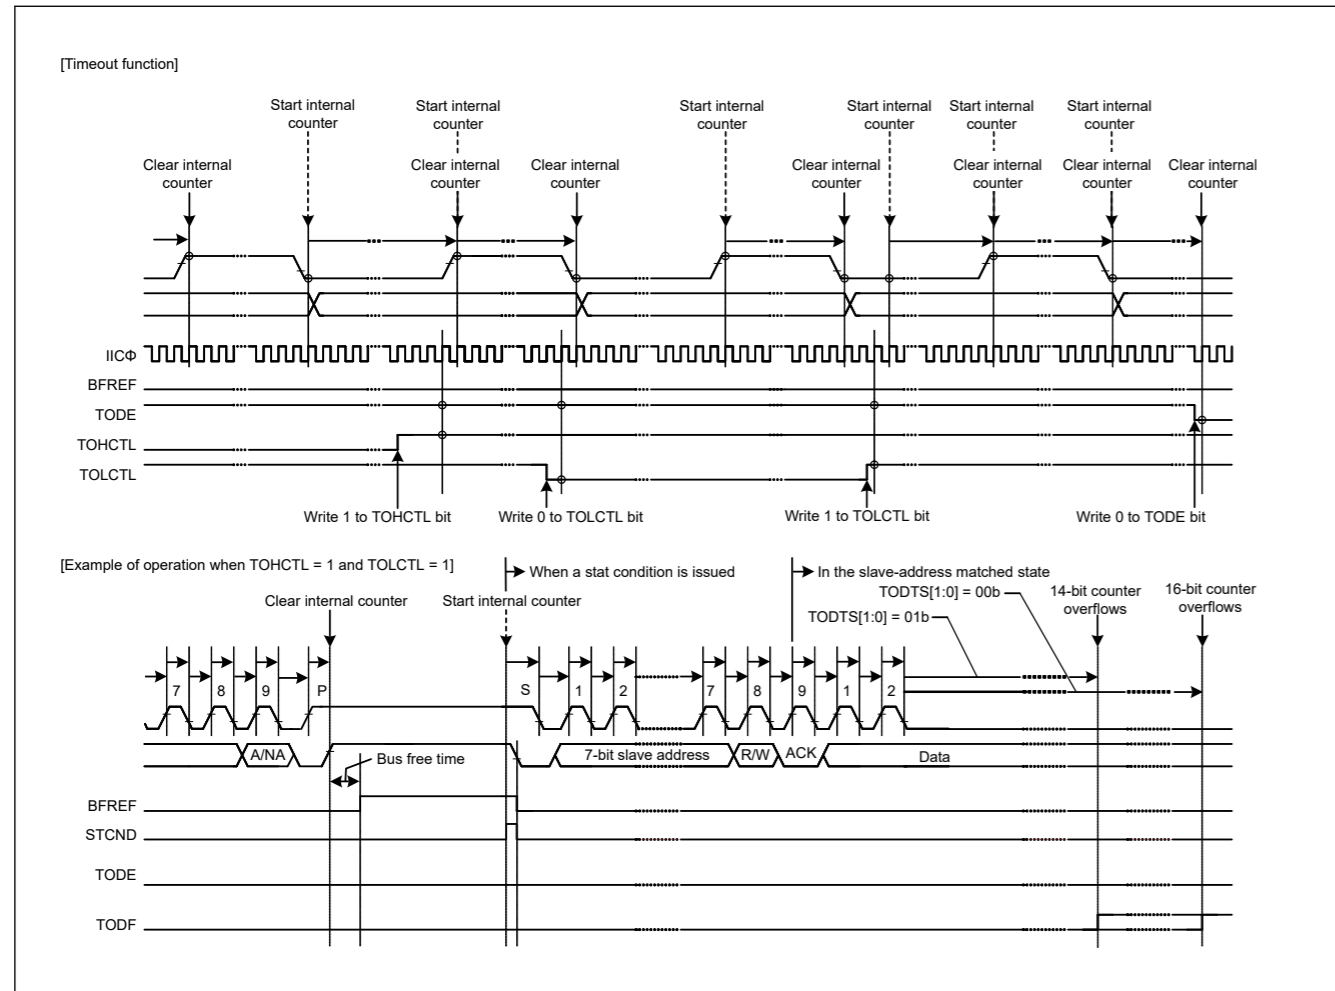 [Timeout function]
Start internal
counter
Start internal
counter
Start internal
counter
Start internal
counter
Start internal
counter
Start internal
counter
Clear internal
counter
Clear internal
counter
Clear internal
counter
Clear internal
counter
Clear internal
counter
Clear internal
counter
Clear internal
counter
IICΦ
BFREF
TODE
TOHCTL
TOLCTL
Write 1 to TOHCTL bit
Write 0 to TOLCTL bit
Write 1 to TOLCTL bit
Write 0 to TODE bit
[Example of operation when TOHCTL = 1 and TOLCTL = 1]
When a stat condition is issued
In the slave-address matched state
TODTS[1:0] = 00b
TODTS[1:0] = 01b
14-bit counter
overflows
16-bit counter
overflows
Clear internal counter
Start internal counter
7 8 9 P S 1 2 7 8 9 1 2
A/NA 7-bit slave address R/W ACK Data
Bus free time
BFREF
STCND
TODE
TODF